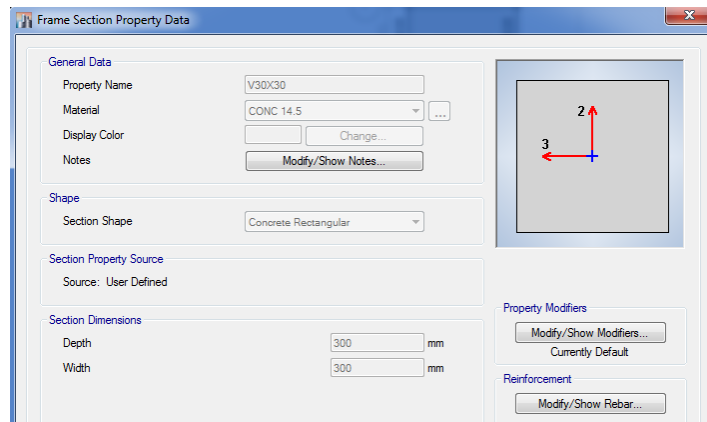 Frame Section Property Data
x
General Data
Property Name V30X30
Material CONC 14.5 ...
Display Color Change...
Notes Modify/Show Notes...
Shape
Section Shape Concrete Rectangular
Section Property Source
Source: User Defined
Section Dimensions
Depth 300 mm
Width 300 mm
2
3
Property Modifiers
Modify/Show Modifiers...
Currently Default
Reinforcement
Modify/Show Rebar...